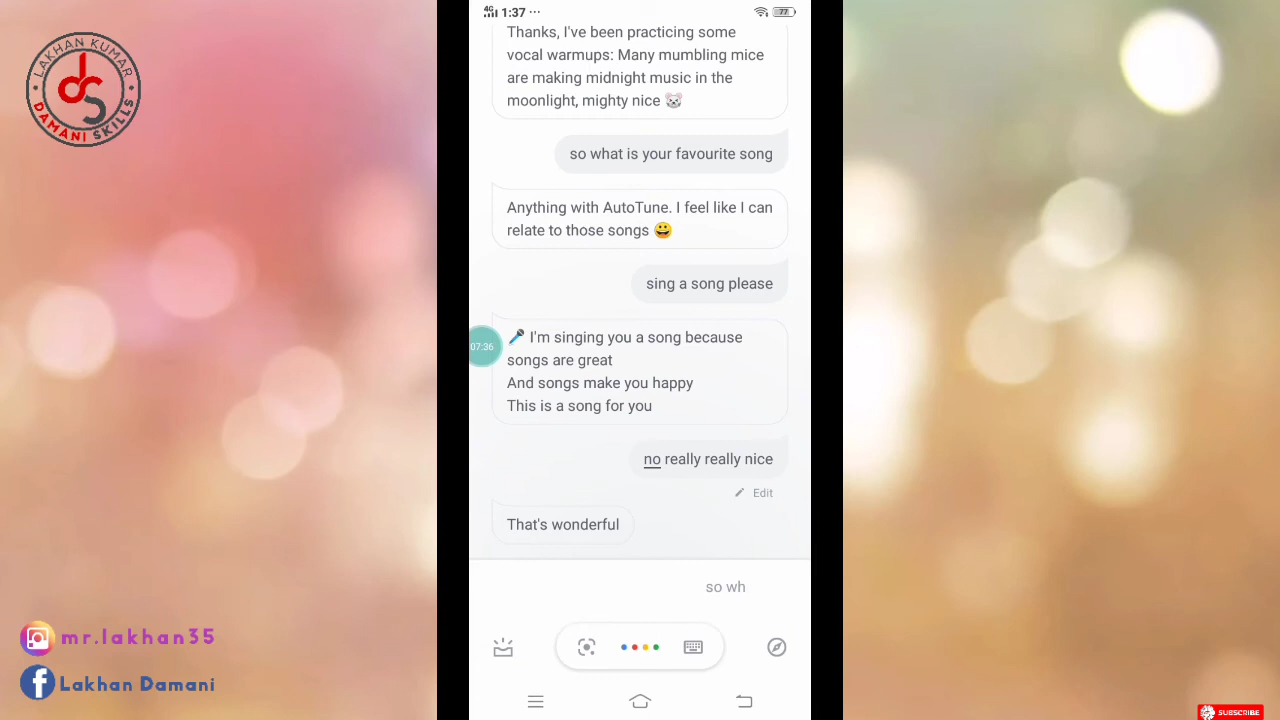 LAKHAN KUMAR
DAMANI SKILLS
4G 1:37 ...
77
Thanks, I've been practicing some
vocal warmups: Many mumbling mice
are making midnight music in the
moonlight, mighty nice 🐭
so what is your favourite song
Anything with AutoTune. I feel like I can
relate to those songs 😀
sing a song please
🎤 I'm singing you a song because
songs are great
And songs make you happy
This is a song for you
07:36
no really really nice
Edit
That's wonderful
so wh
mr.lakhan35
Lakhan Damani
SUBSCRIBE